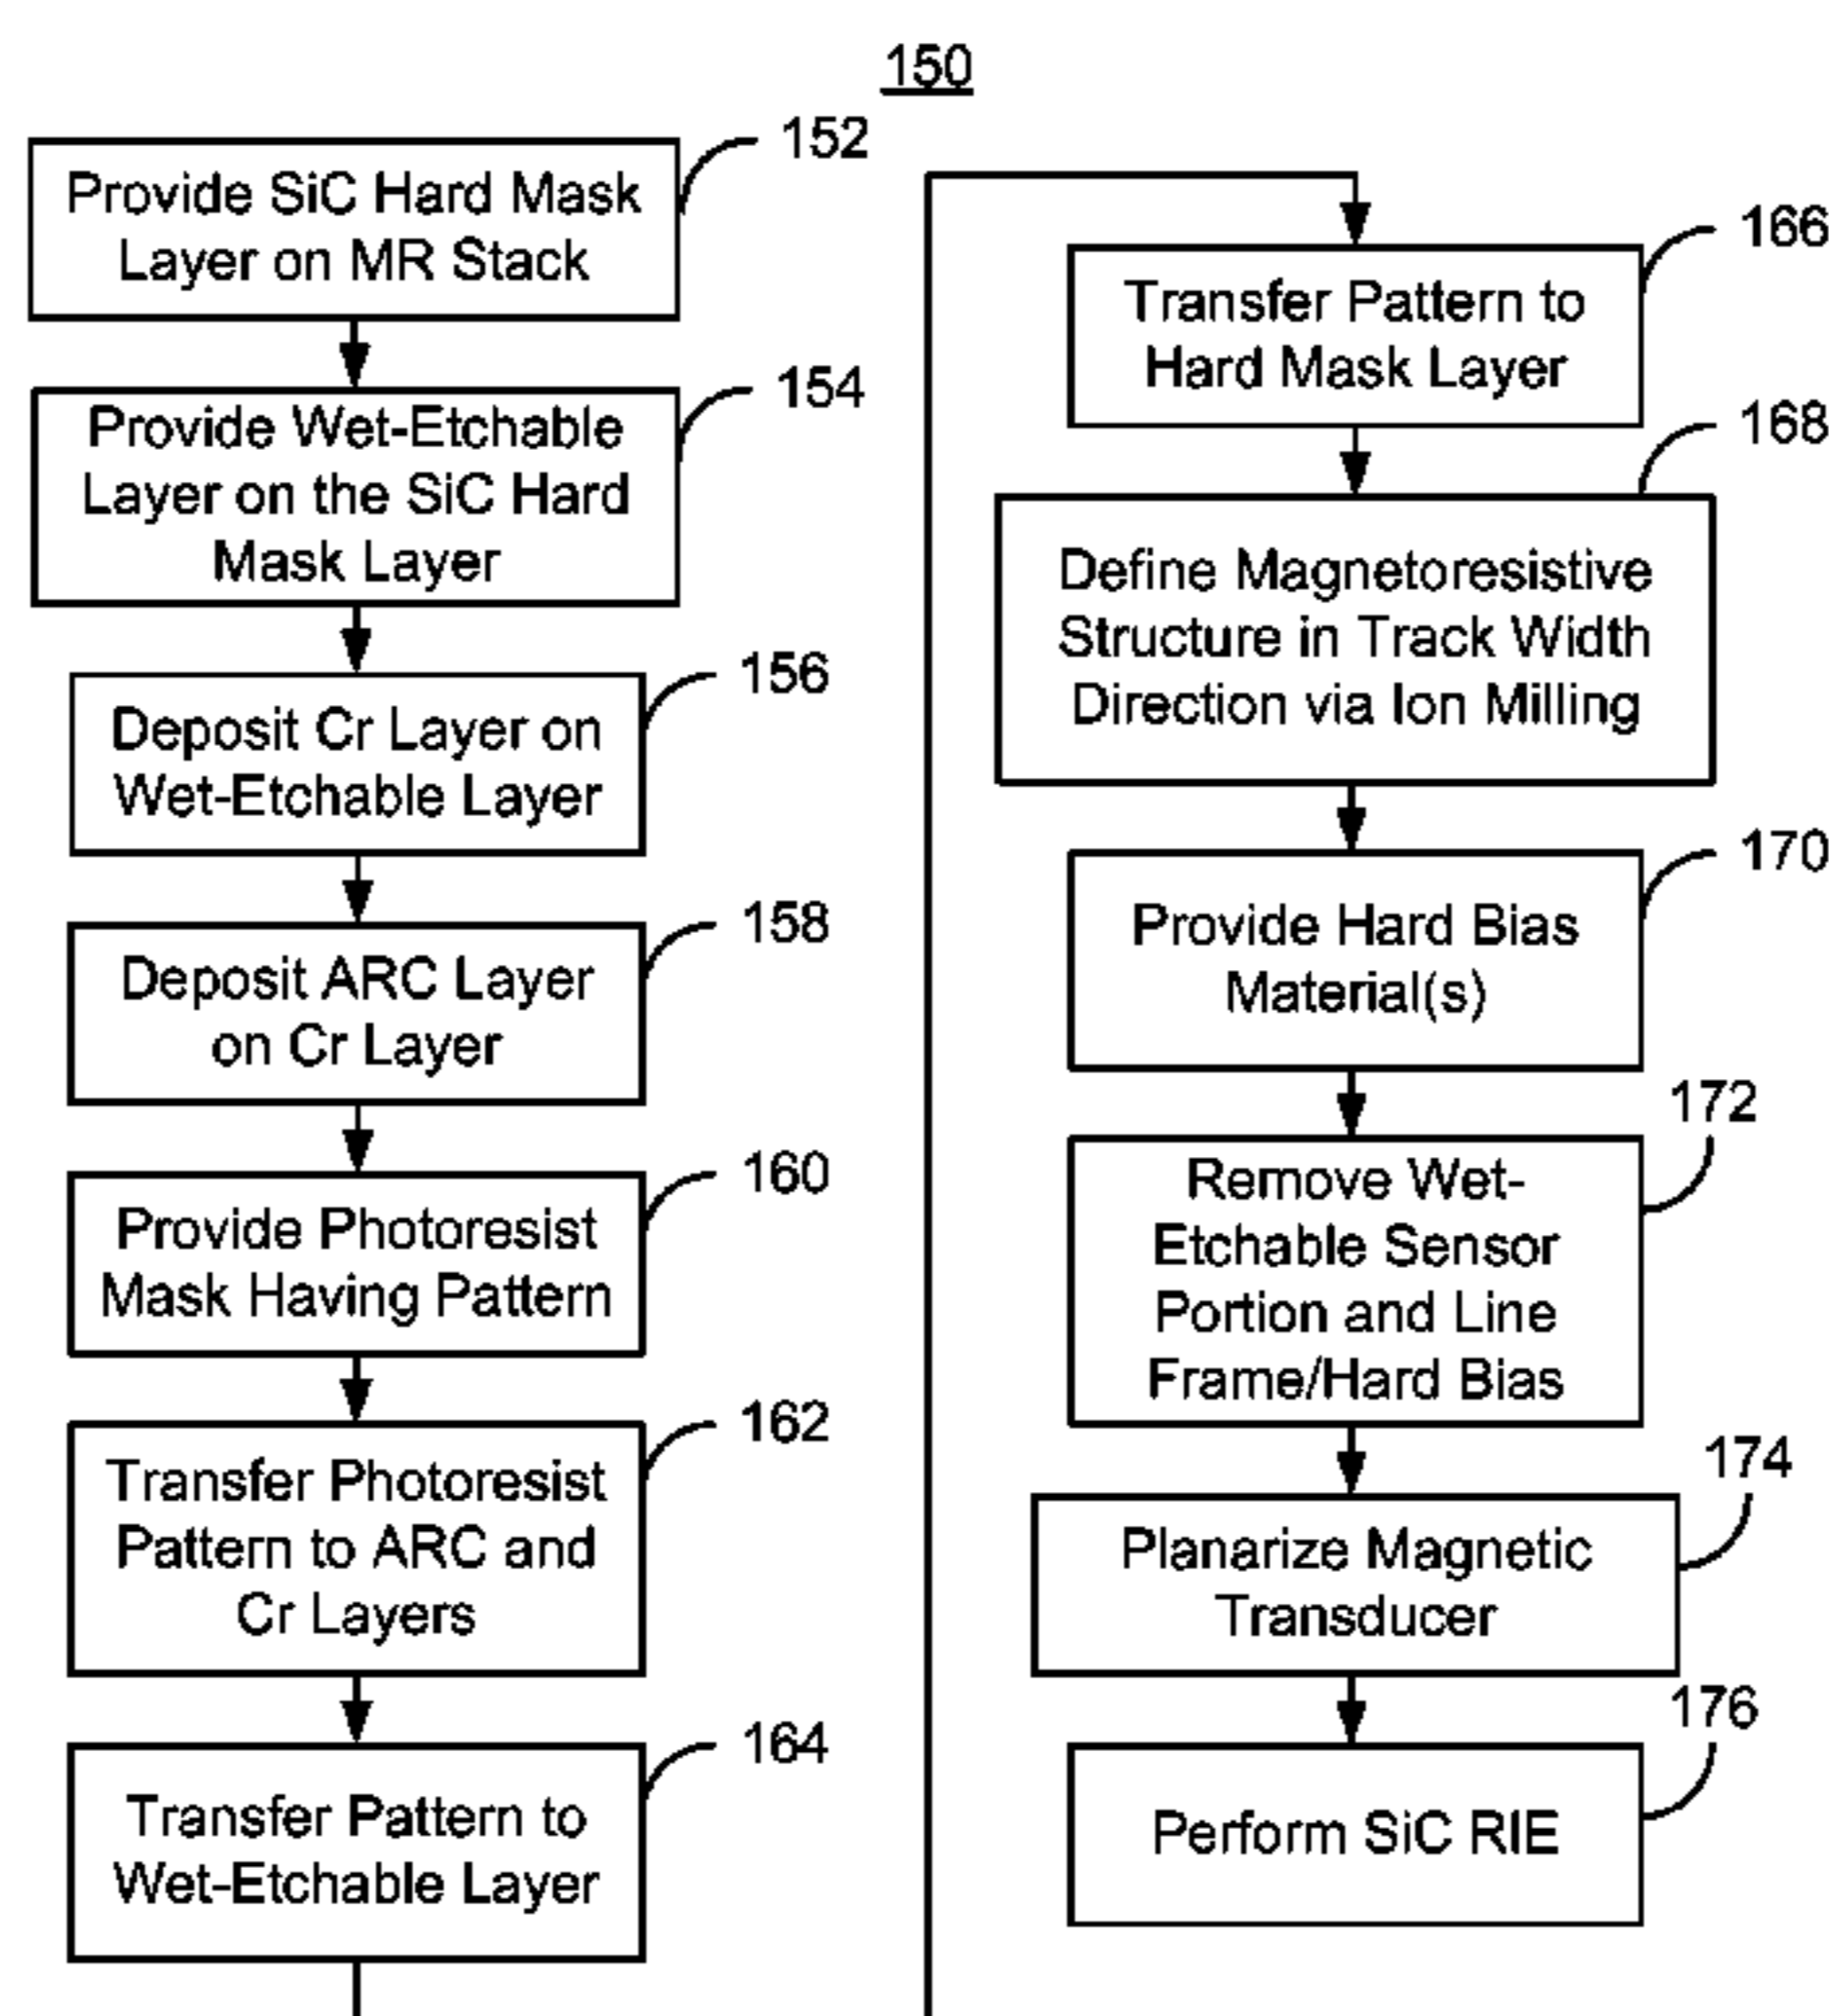 150
152
Provide SiC Hard Mask
Layer on MR Stack
154
Provide Wet-Etchable
Layer on the SiC Hard
Mask Layer
156
Deposit Cr Layer on
Wet-Etchable Layer
158
Deposit ARC Layer
on Cr Layer
160
Provide Photoresist
Mask Having Pattern
162
Transfer Photoresist
Pattern to ARC and
Cr Layers
164
Transfer Pattern to
Wet-Etchable Layer
166
Transfer Pattern to
Hard Mask Layer
168
Define Magnetoresistive
Structure in Track Width
Direction via Ion Milling
170
Provide Hard Bias
Material(s)
172
Remove Wet-
Etchable Sensor
Portion and Line
Frame/Hard Bias
174
Planarize Magnetic
Transducer
176
Perform SiC RIE